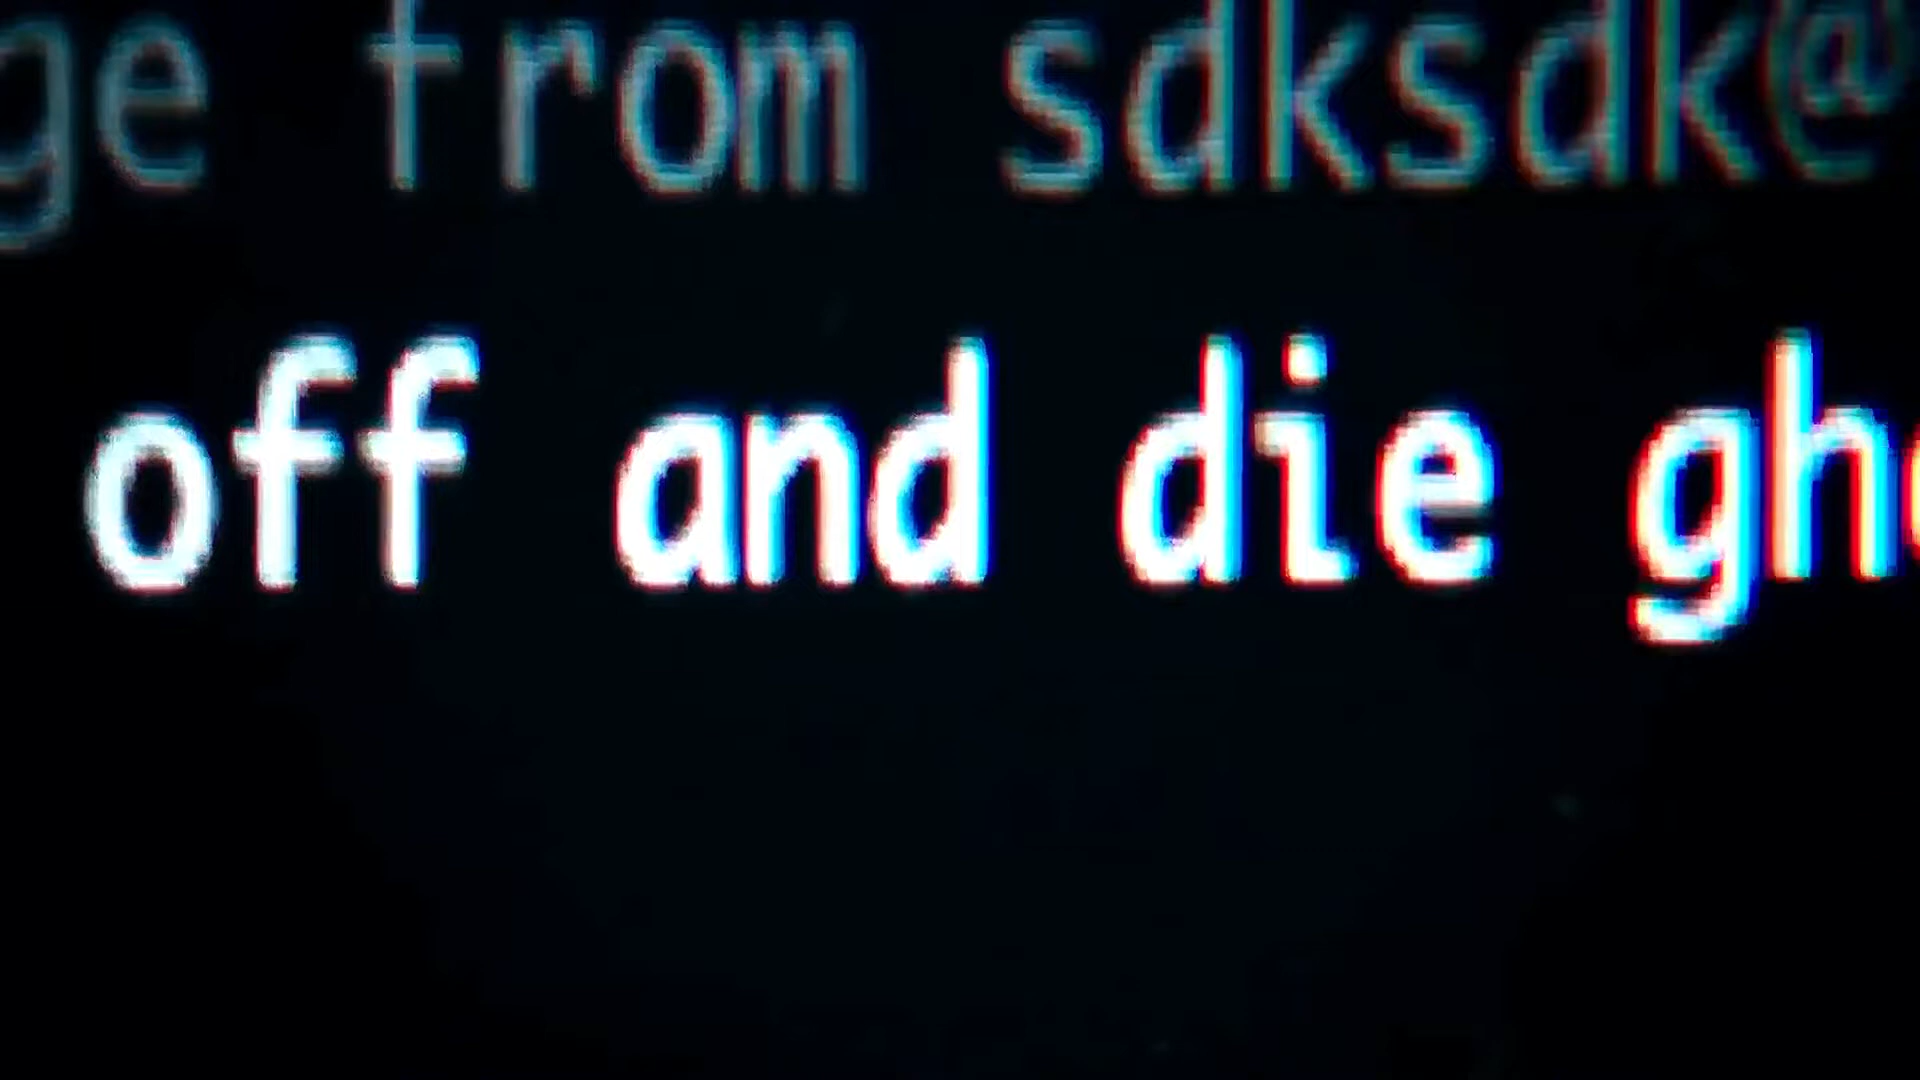 ge from sdksdk@
off and die gh